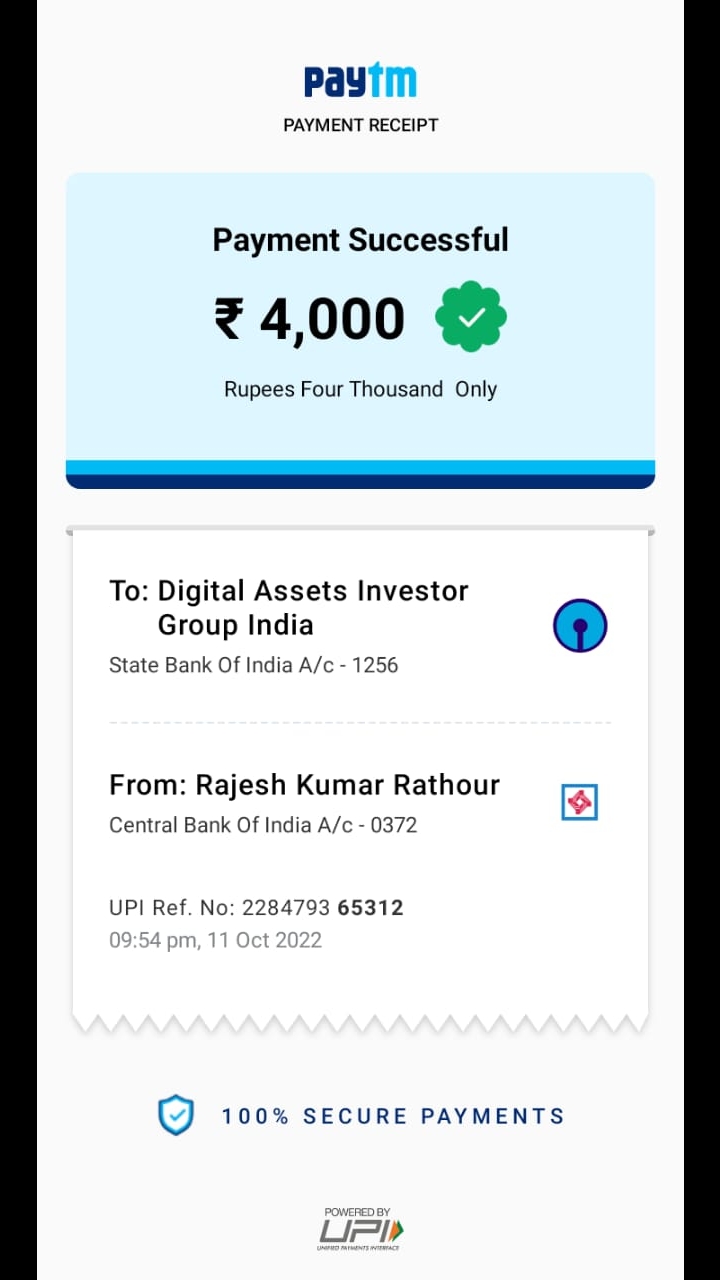 paytm
PAYMENT RECEIPT
Payment Successful
₹ 4,000
Rupees Four Thousand Only
To: Digital Assets Investor
Group India
State Bank Of India A/c - 1256
From: Rajesh Kumar Rathour
Central Bank Of India A/c - 0372
UPI Ref. No: 2284793 65312
09:54 pm, 11 Oct 2022
100% SECURE PAYMENTS
POWERED BY
UPI
UNIFIED PAYMENTS INTERFACE